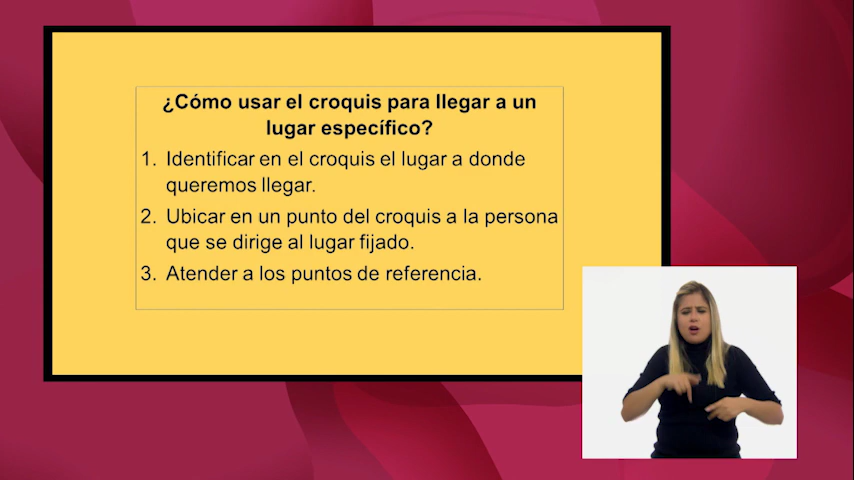 ¿Cómo usar el croquis para llegar a un
lugar específico?
1. Identificar en el croquis el lugar a donde
queremos llegar.
2. Ubicar en un punto del croquis a la persona
que se dirige al lugar fijado.
3. Atender a los puntos de referencia.